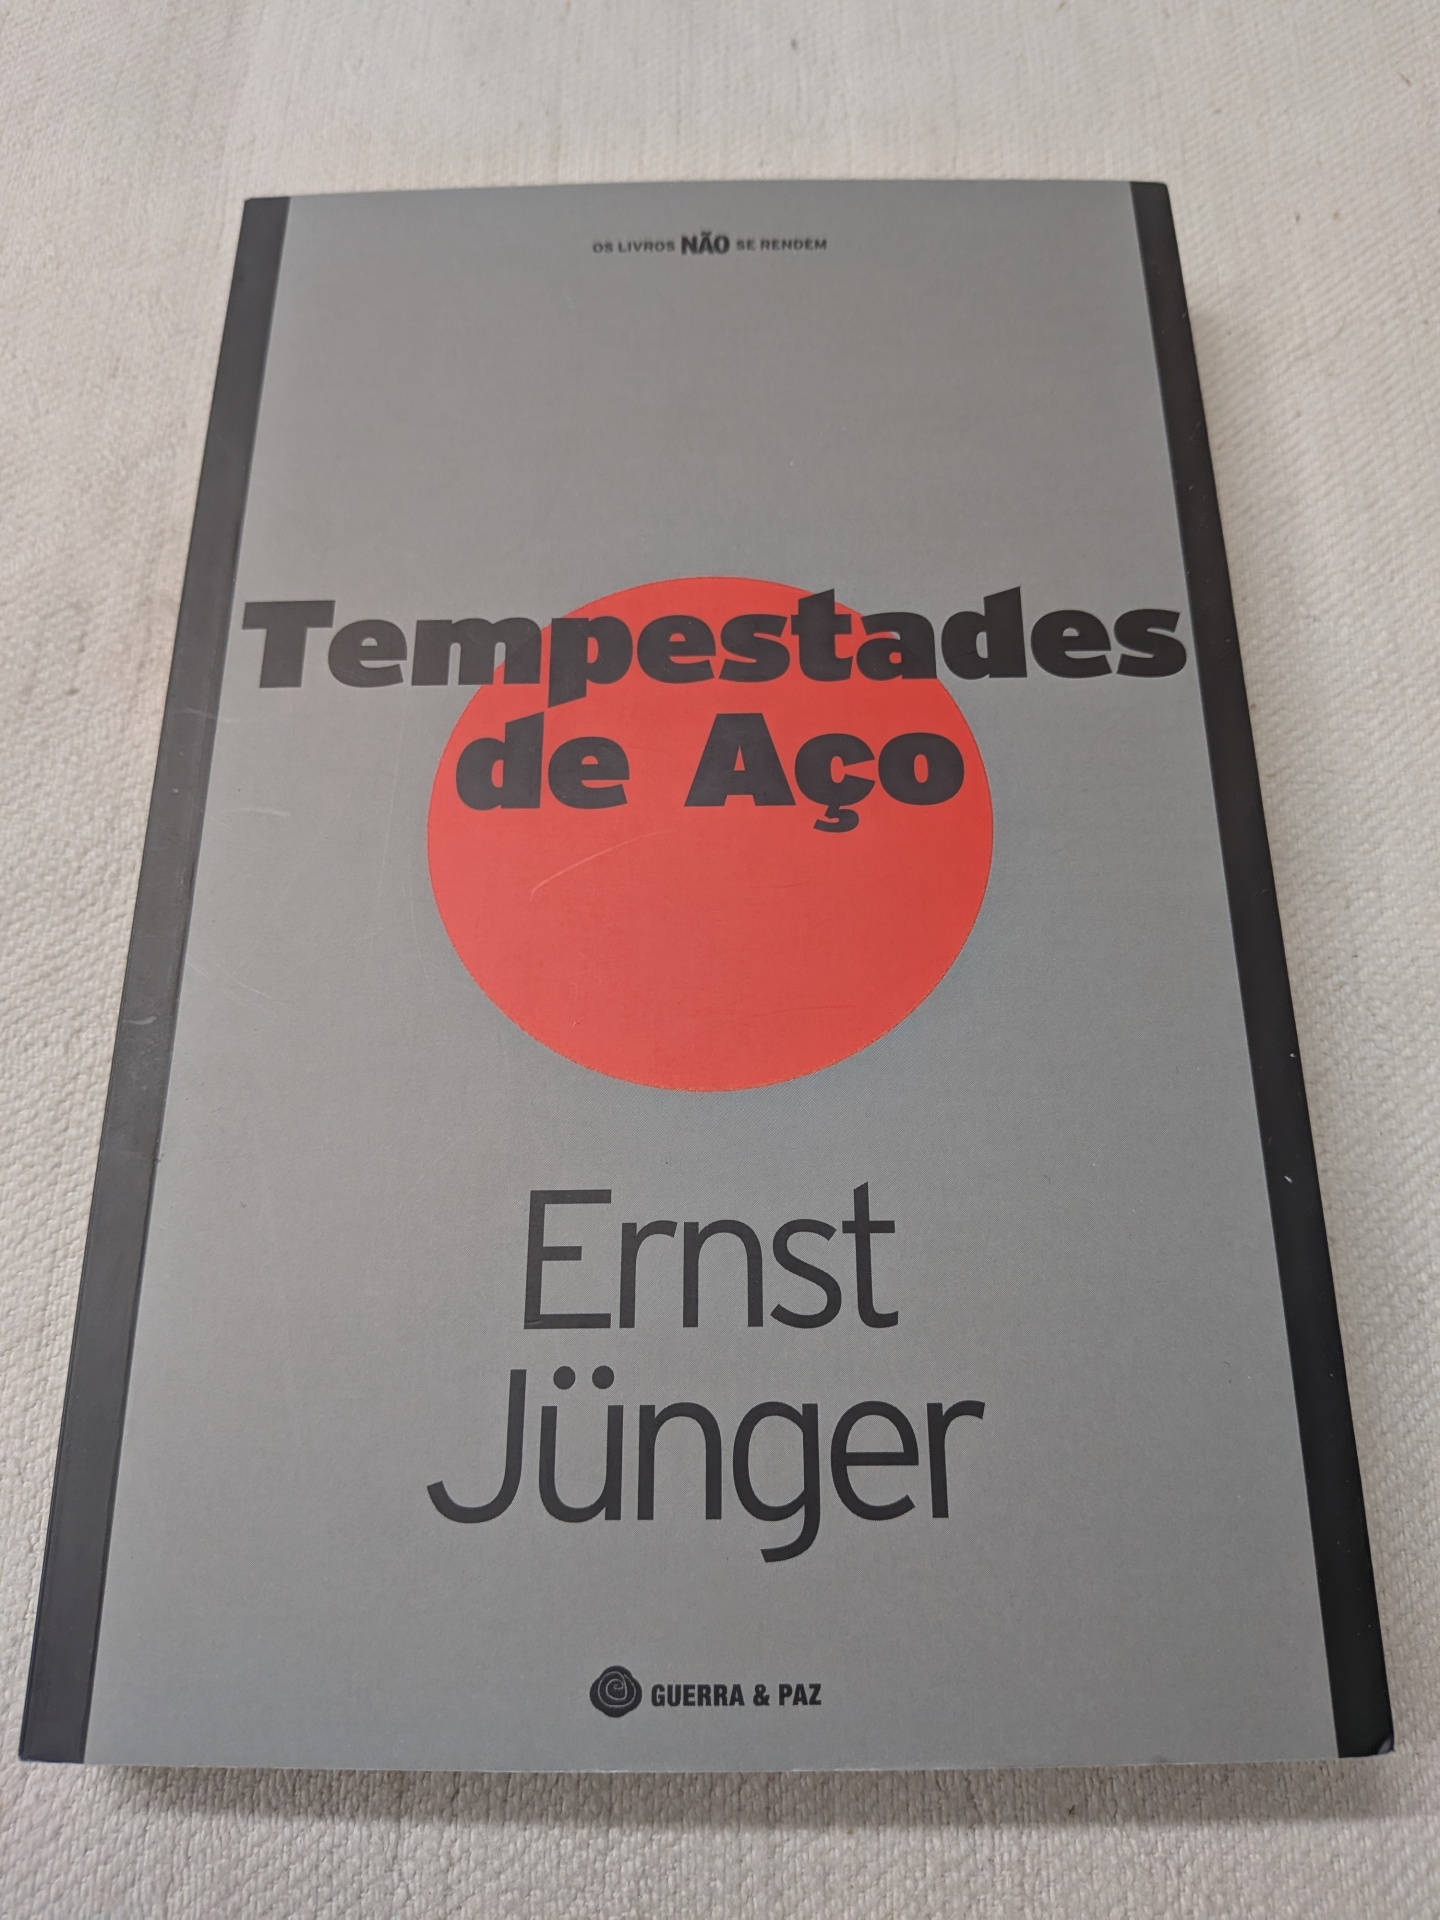 OS LIVROS NÃO SE RENDEM
Tempestades
de Aço
Ernst
Jünger
GUERRA & PAZ